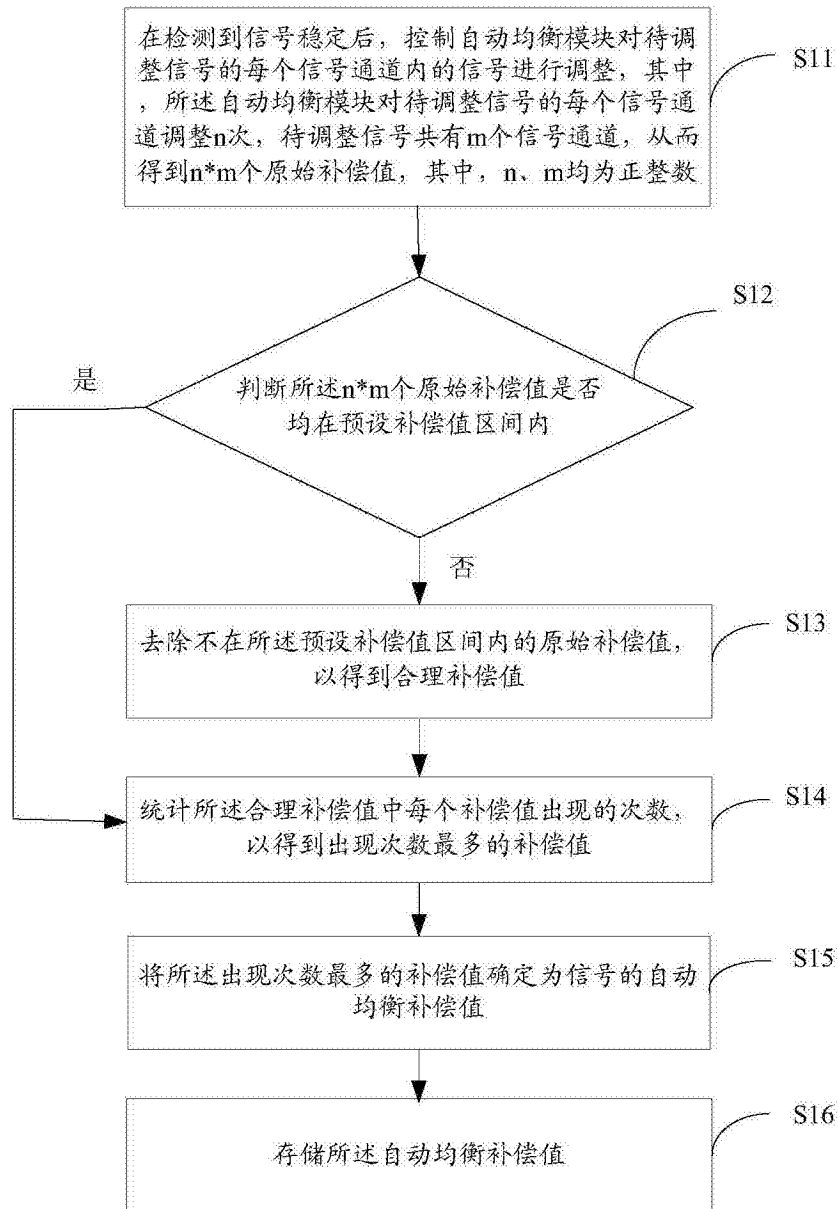 在检测到信号稳定后，控制自动均衡模块对待调
整信号的每个信号通道内的信号进行调整，其中
，所述自动均衡模块对待调整信号的每个信号通
道调整n次，待调整信号共有m个信号通道，从而
得到n*m个原始补偿值，其中，n、m均为正整数
S11
S12
是
判断所述n*m个原始补偿值是否
均在预设补偿值区间内
否
去除不在所述预设补偿值区间内的原始补偿值，
以得到合理补偿值
S13
统计所述合理补偿值中每个补偿值出现的次数，
以得到出现次数最多的补偿值
S14
将所述出现次数最多的补偿值确定为信号的自动
均衡补偿值
S15
存储所述自动均衡补偿值
S16